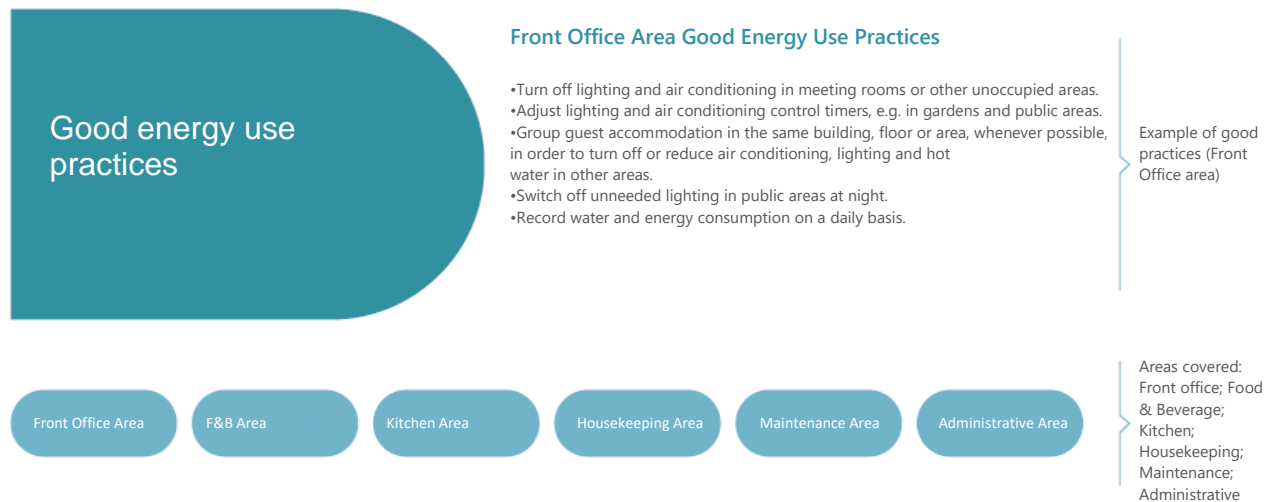 Good energy use
practices
Front Office Area Good Energy Use Practices
•Turn off lighting and air conditioning in meeting rooms or other unoccupied areas.
•Adjust lighting and air conditioning control timers, e.g. in gardens and public areas.
•Group guest accommodation in the same building, floor or area, whenever possible,
in order to turn off or reduce air conditioning, lighting and hot
water in other areas.
•Switch off unneeded lighting in public areas at night.
•Record water and energy consumption on a daily basis.
Example of good
practices (Front
Office area)
Front Office Area
F&B Area
Kitchen Area
Housekeeping Area
Maintenance Area
Administrative Area
Areas covered:
Front office; Food
& Beverage;
Kitchen;
Housekeeping;
Maintenance;
Administrative